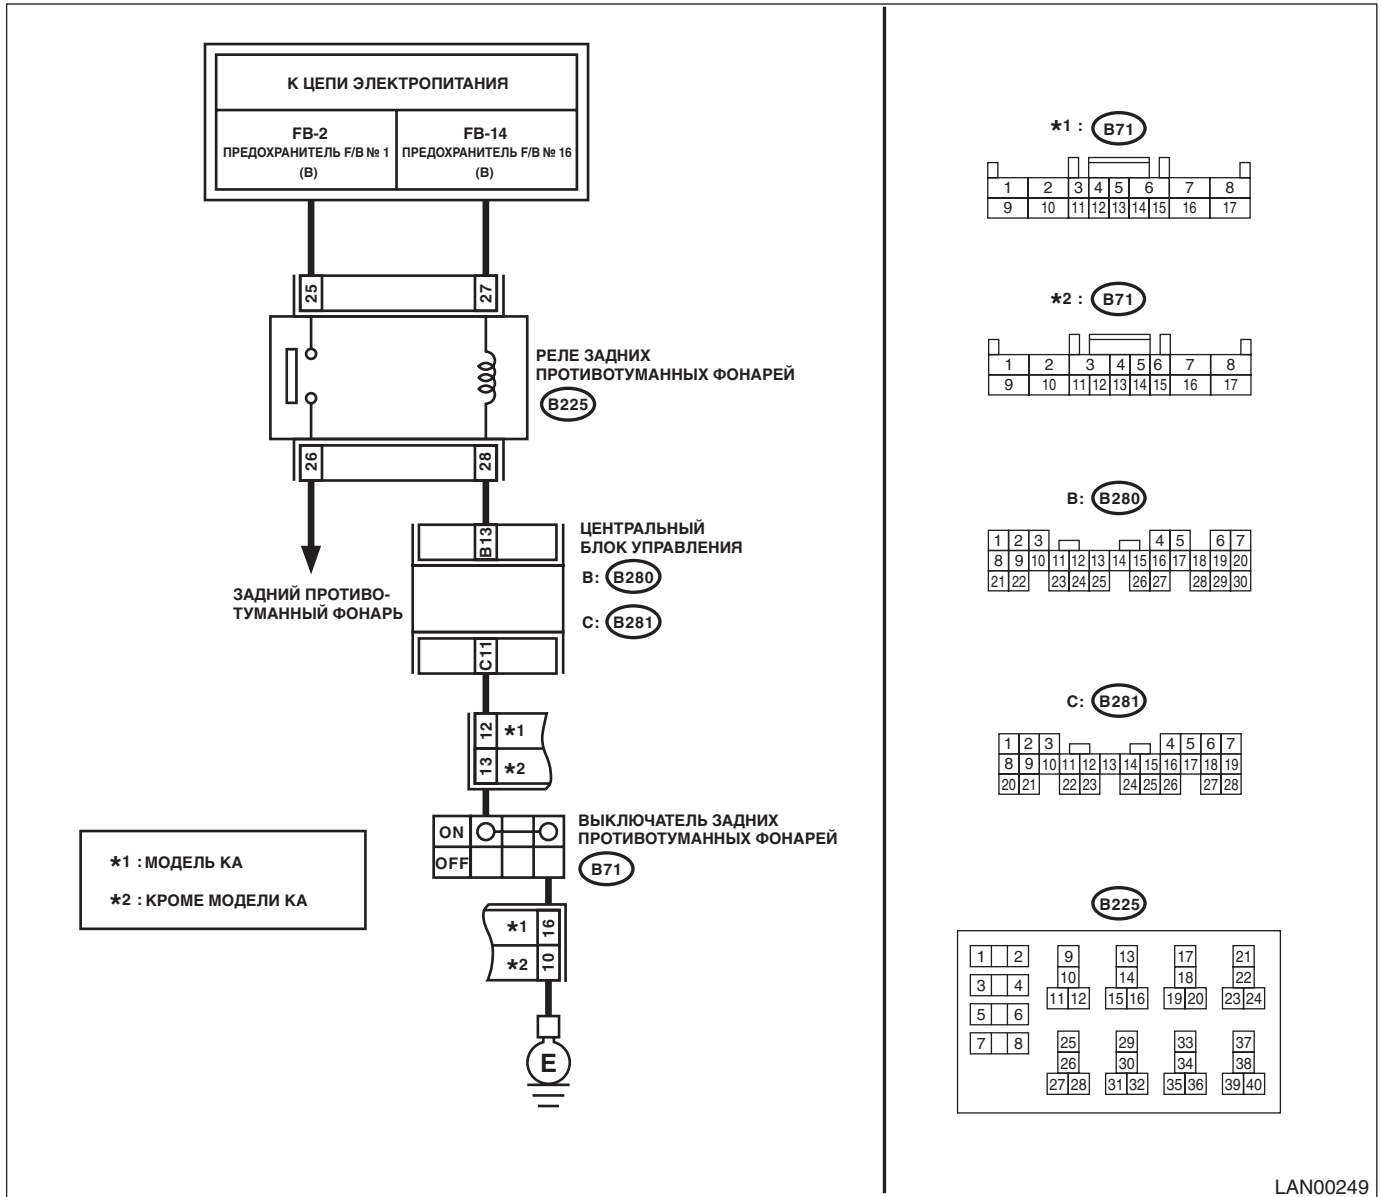 К ЦЕПИ ЭЛЕКТРОПИТАНИЯ
FB-2
ПРЕДОХРАНИТЕЛЬ F/B № 1
(B)
FB-14
ПРЕДОХРАНИТЕЛЬ F/B № 16
(B)
25
27
РЕЛЕ ЗАДНИХ
ПРОТИВОТУМАННЫХ ФОНАРЕЙ
B225
26
28
ЗАДНИЙ ПРОТИВО-
ТУМАННЫЙ ФОНАРЬ
B13
ЦЕНТРАЛЬНЫЙ
БЛОК УПРАВЛЕНИЯ
B: B280
C: B281
C11
12 *1
13 *2
ON
OFF
ВЫКЛЮЧАТЕЛЬ ЗАДНИХ
ПРОТИВОТУМАННЫХ ФОНАРЕЙ
B71
*1 16
*2 10
E
*1 : МОДЕЛЬ КА
*2 : КРОМЕ МОДЕЛИ КА
*1 : B71
1 2 3 4 5 6 7 8
9 10 11 12 13 14 15 16 17
*2 : B71
1 2 3 4 5 6 7 8
9 10 11 12 13 14 15 16 17
B: B280
1 2 3 4 5 6 7
8 9 10 11 12 13 14 15 16 17 18 19 20
21 22 23 24 25 26 27 28 29 30
C: B281
1 2 3 4 5 6 7
8 9 10 11 12 13 14 15 16 17 18 19
20 21 22 23 24 25 26 27 28
B225
1 2 9 13 17 21
3 4 10 14 18 22
11 12 15 16 19 20 23 24
5 6
7 8 25 29 33 37
26 30 34 38
27 28 31 32 35 36 39 40
LAN00249